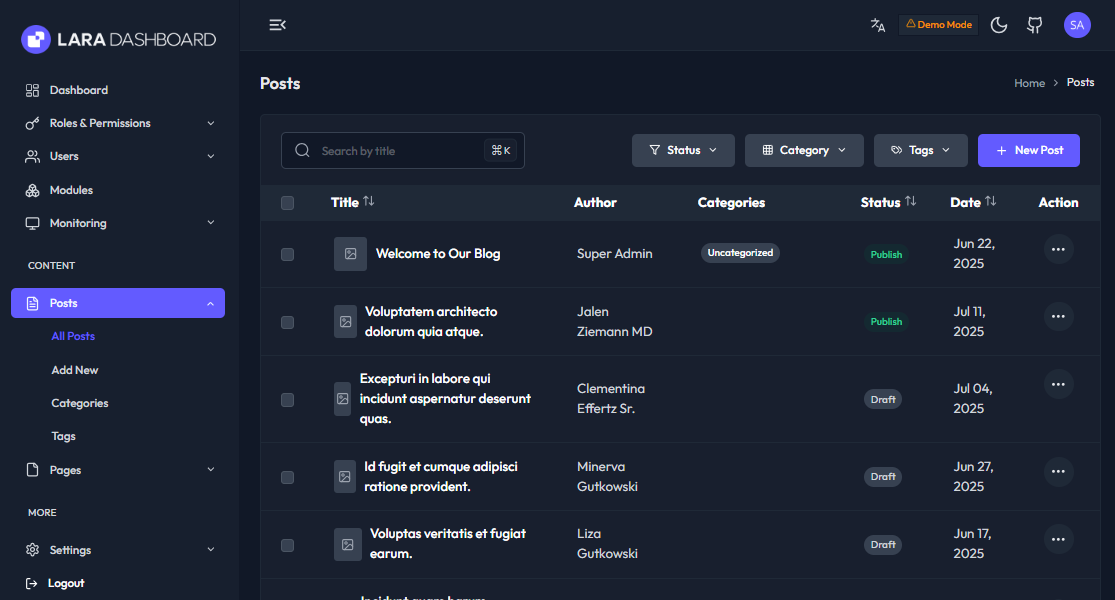 LARA DASHBOARD
Demo Mode
SA
Dashboard
Roles & Permissions
Users
Modules
Monitoring
CONTENT
Posts
All Posts
Add New
Categories
Tags
Pages
MORE
Settings
Logout
Posts
Home > Posts
Search by title ⌘K
Status
Category
Tags
+ New Post
Title Author Categories Status Date Action
Welcome to Our Blog Super Admin Uncategorized Publish Jun 22,
2025
Voluptatem architecto Jalen Publish Jul 11,
dolorum quia atque. Ziemann MD 2025
Excepturi in labore qui
incidunt aspernatur deserunt Clementina Draft Jul 04,
quas. Effertz Sr. 2025
Id fugit et cumque adipisci Minerva Draft Jun 27,
ratione provident. Gutkowski 2025
Voluptas veritatis et fugiat Liza Draft Jun 17,
earum. Gutkowski 2025